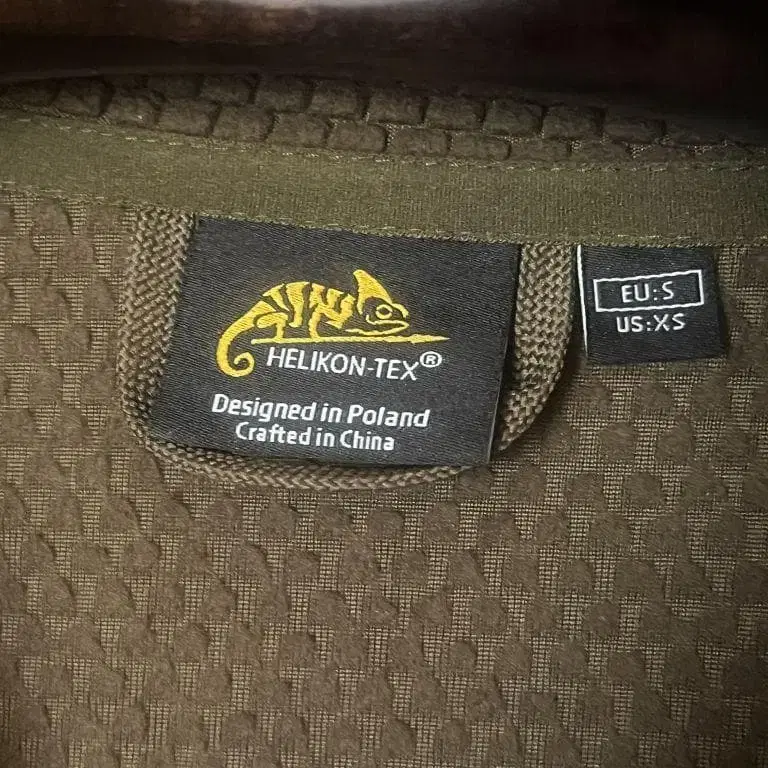 HELIKON-TEX®
Designed in Poland
Crafted in China
EU:S
US:XS